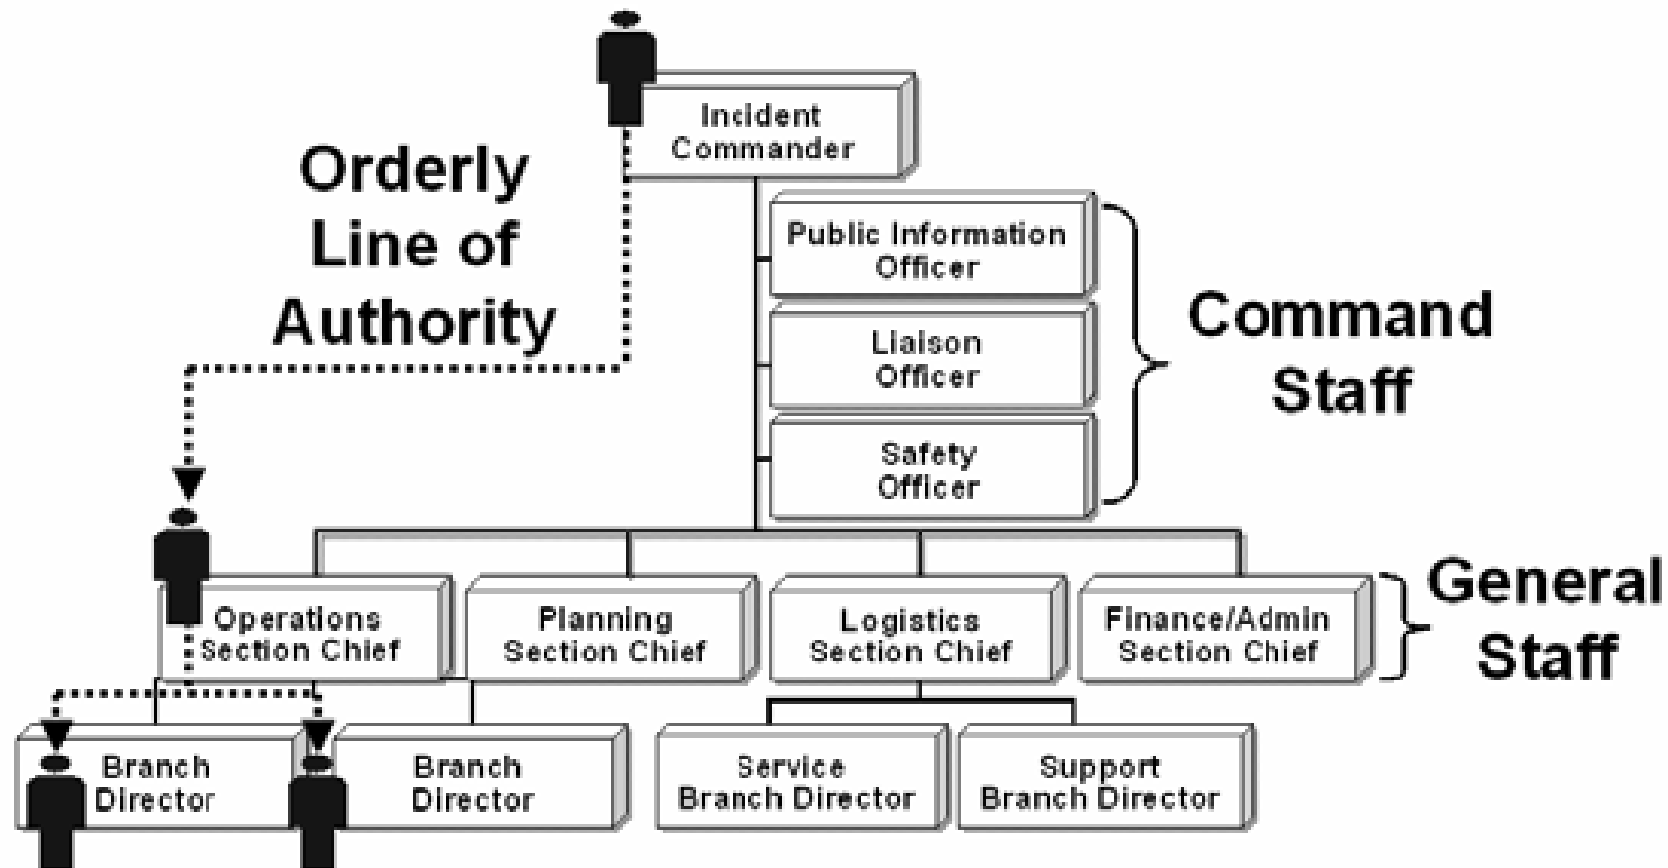 Incident
Commander
Orderly
Line of
Authority
Public Information
Officer
Liaison
Officer
Safety
Officer
Command
Staff
Operations
Section Chief
Planning
Section Chief
Logistics
Section Chief
Finance/Admin
Section Chief
General
Staff
Branch
Director
Branch
Director
Service
Branch Director
Support
Branch Director